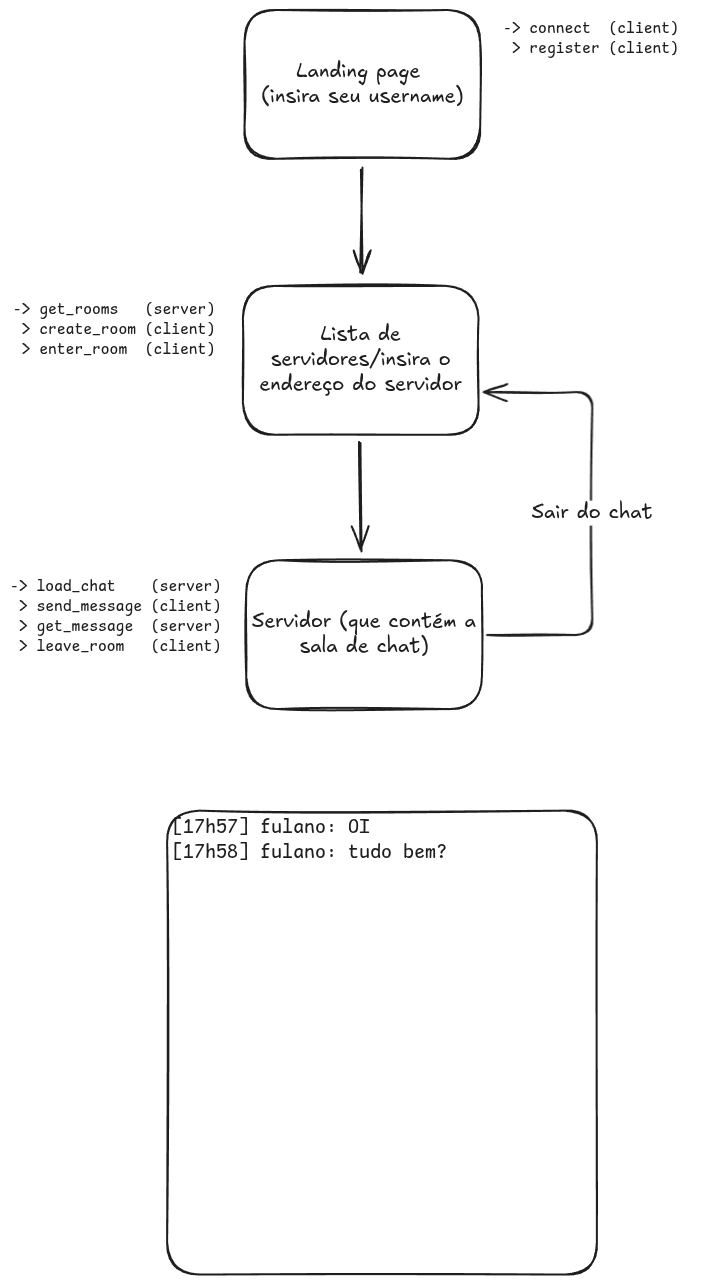 Landing page
(insira seu username)
-> connect  (client)
 > register (client)
-> get_rooms   (server)
 > create_room (client)
 > enter_room  (client)
Lista de
servidores/insira o
endereço do servidor
Sair do chat
-> load_chat    (server)
 > send_message (client)
 > get_message  (server)
 > leave_room   (client)
Servidor (que contém a
sala de chat)
[17h57] fulano: OI
[17h58] fulano: tudo bem?